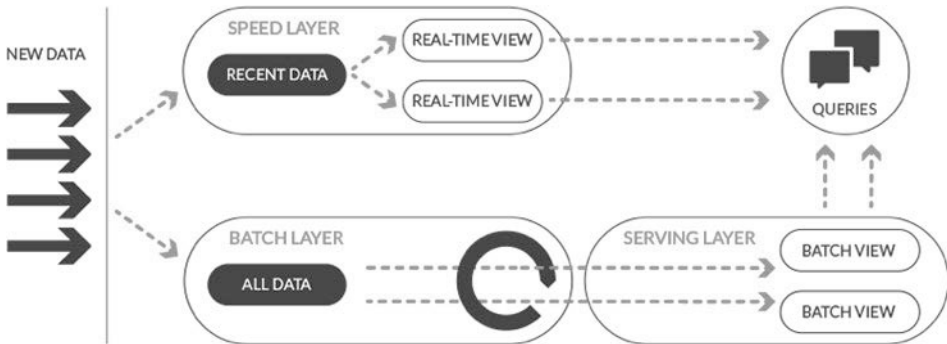 NEW DATA
SPEED LAYER
RECENT DATA
REAL-TIME VIEW
REAL-TIME VIEW
QUERIES
BATCH LAYER
ALL DATA
SERVING LAYER
BATCH VIEW
BATCH VIEW